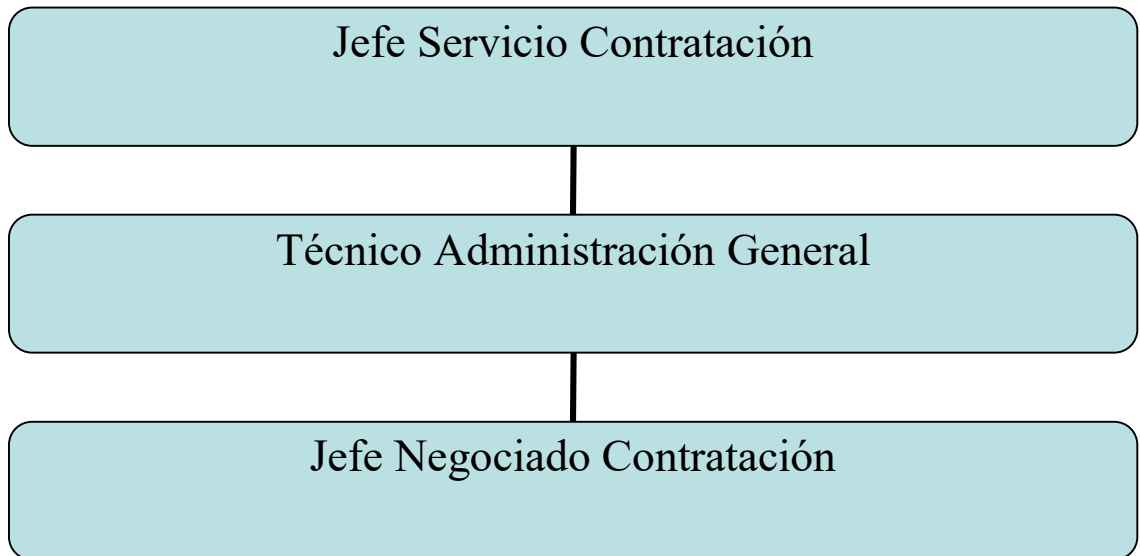 Jefe Servicio Contratación
Técnico Administración General
Jefe Negociado Contratación